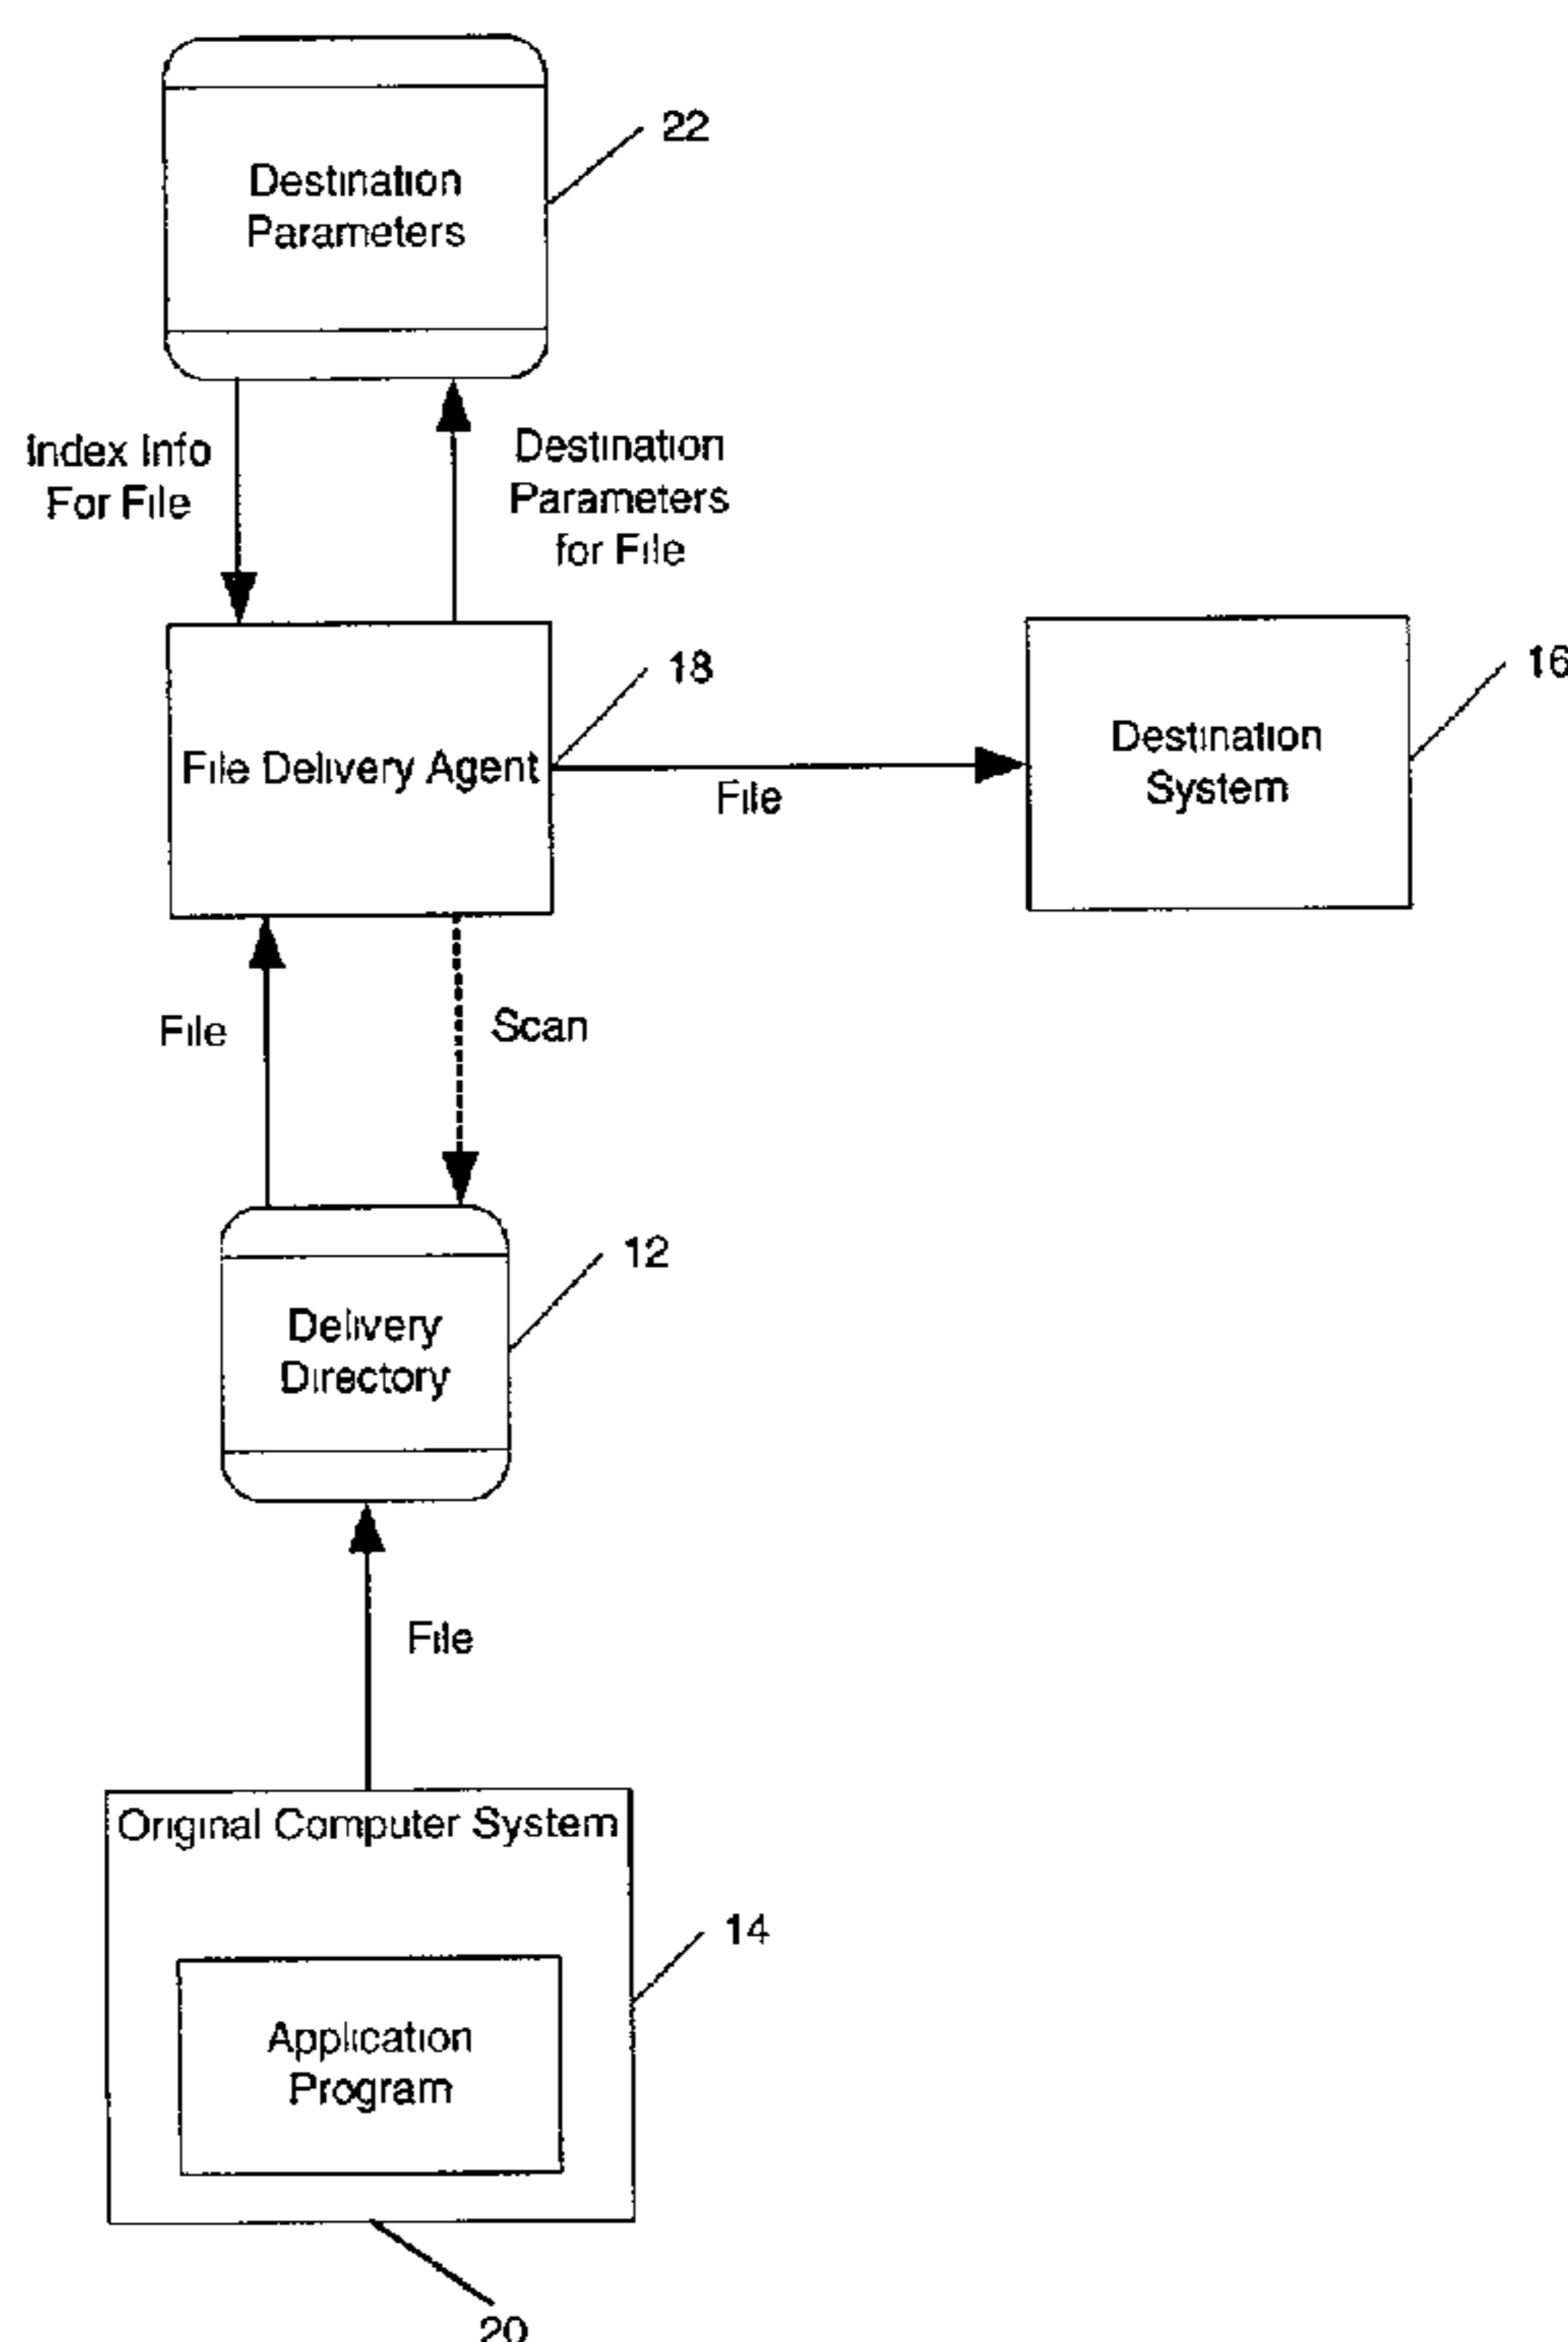 22
Destination
Parameters
Index Info
For File
Destination
Parameters
for File
18
16
File Delivery Agent
Destination
System
File
File
Scan
12
Delivery
Directory
File
Original Computer System
14
Application
Program
20